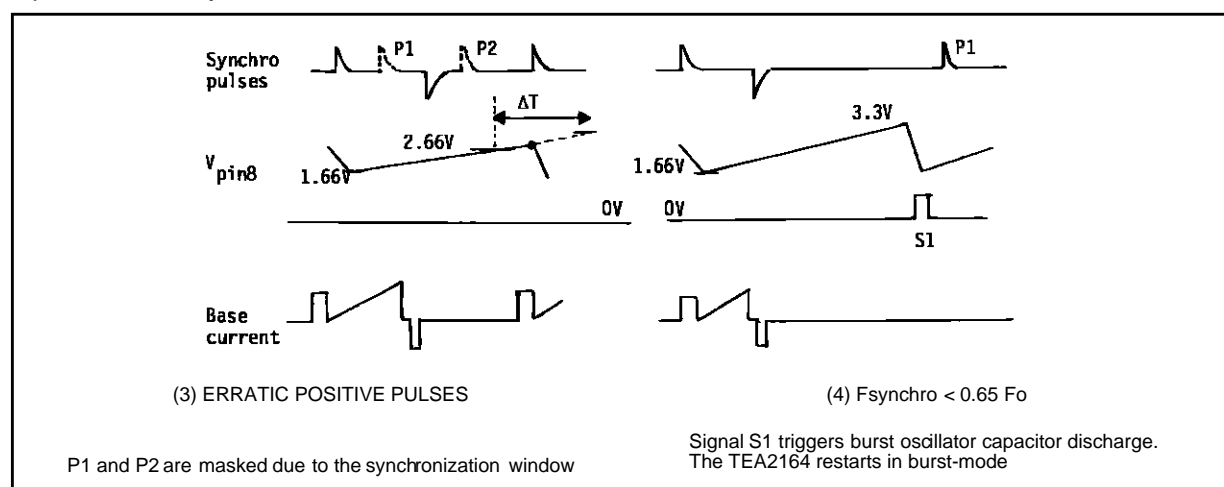 Synchro
pulses
P1
P2
P1
ΔT
2.66V
3.3V
V
pin8
1.66V
1.66V
0V
0V
S1
Base
current
(3) ERRATIC POSITIVE PULSES
(4) Fsynchro < 0.65 Fo
P1 and P2 are masked due to the synchronization window
Signal S1 triggers burst oscillator capacitor discharge.
The TEA2164 restarts in burst-mode